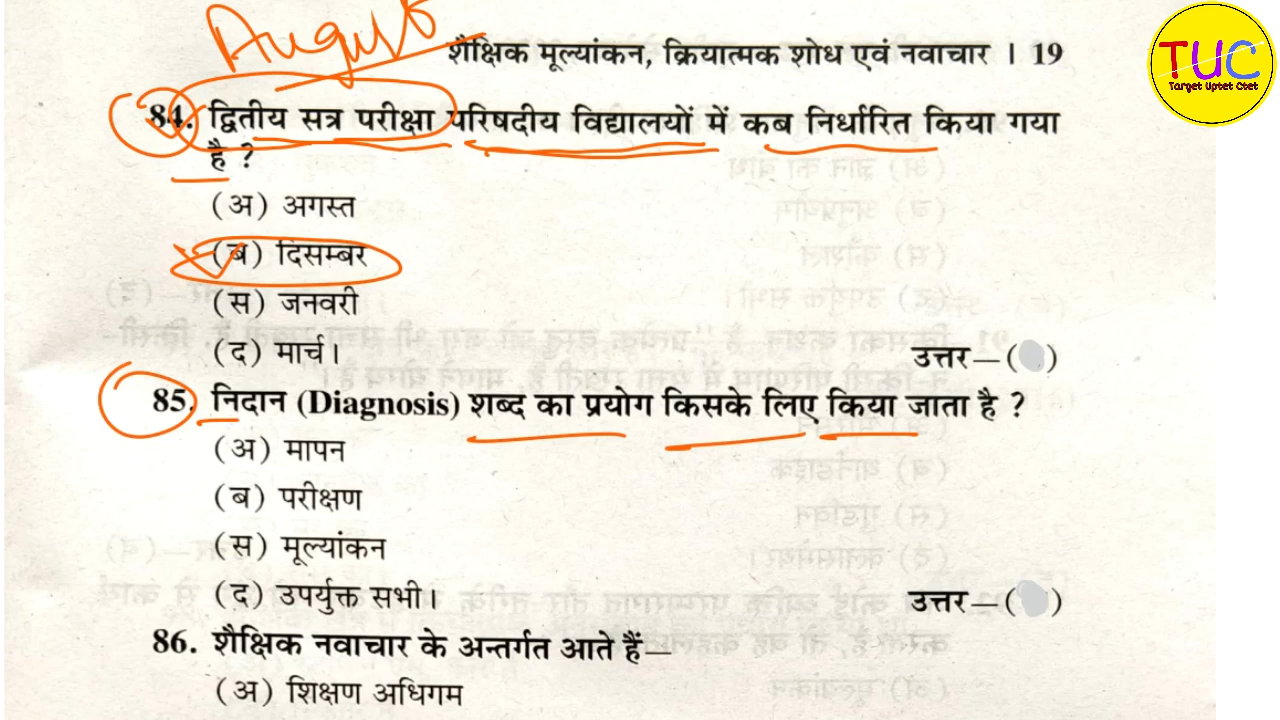 August
शैक्षिक मूल्यांकन, क्रियात्मक शोध एवं नवाचार । 19
TUC
Target Uptet Ctet
84. द्वितीय सत्र परीक्षा परिषदीय विद्यालयों में कब निर्धारित किया गया
है ?
(अ) अगस्त
(ब) दिसम्बर
(स) जनवरी
(द) मार्च।
उत्तर–( )
85. निदान (Diagnosis) शब्द का प्रयोग किसके लिए किया जाता है ?
(अ) मापन
(ब) परीक्षण
(स) मूल्यांकन
(द) उपर्युक्त सभी।
उत्तर–( )
86. शैक्षिक नवाचार के अन्तर्गत आते हैं–
(अ) शिक्षण अधिगम